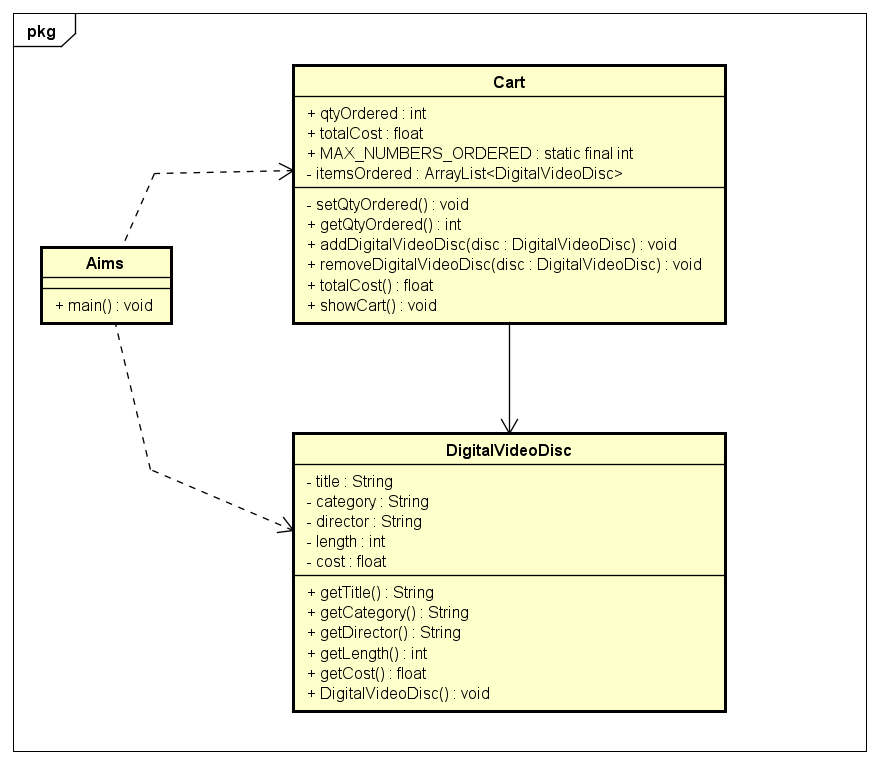 pkg
Cart
+ qtyOrdered : int
+ totalCost : float
+ MAX_NUMBERS_ORDERED : static final int
- itemsOrdered : ArrayList<DigitalVideoDisc>
- setQtyOrdered() : void
+ getQtyOrdered() : int
+ addDigitalVideoDisc(disc : DigitalVideoDisc) : void
+ removeDigitalVideoDisc(disc : DigitalVideoDisc) : void
+ totalCost() : float
+ showCart() : void
Aims
+ main() : void
DigitalVideoDisc
- title : String
- category : String
- director : String
- length : int
- cost : float
+ getTitle() : String
+ getCategory() : String
+ getDirector() : String
+ getLength() : int
+ getCost() : float
+ DigitalVideoDisc() : void